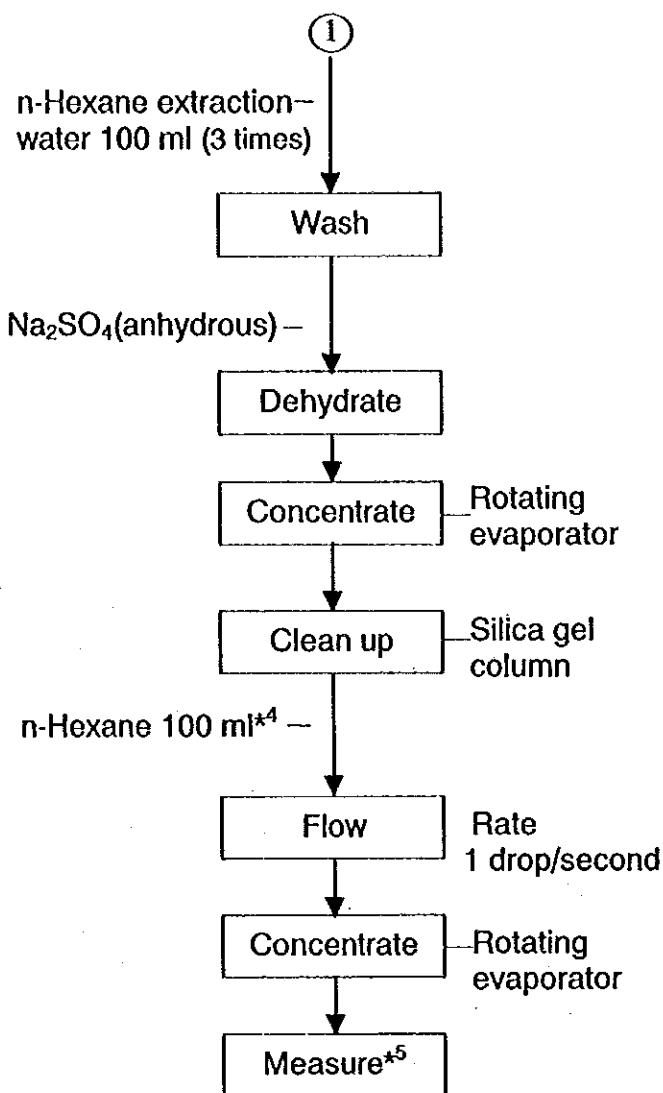 ①
n-Hexane extraction–
water 100 ml (3 times)
Wash
Na₂SO₄(anhydrous) –
Dehydrate
Concentrate
Rotating
evaporator
Clean up
Silica gel
column
n-Hexane 100 ml*⁴ –
Flow
Rate
1 drop/second
Concentrate
Rotating
evaporator
Measure*⁵